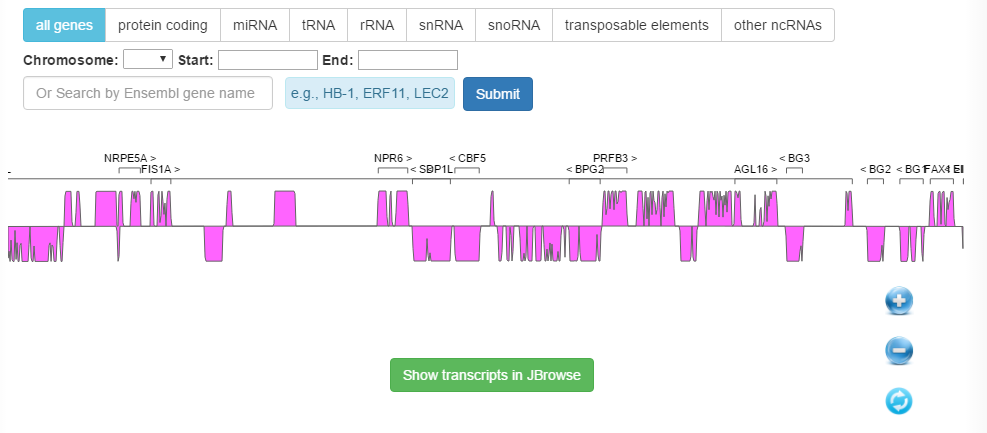 all genes protein coding miRNA tRNA rRNA snRNA snoRNA transposable elements other ncRNAs
Chromosome: Start: End:
Or Search by Ensembl gene name e.g., HB-1, ERF11, LEC2 Submit
NRPE5A > NPR6 > < CBF5 PRFB3 > < BG3
FIS1A > < BPG2 AGL16 > < BG2 < BG1 FAX4
Show transcripts in JBrowse